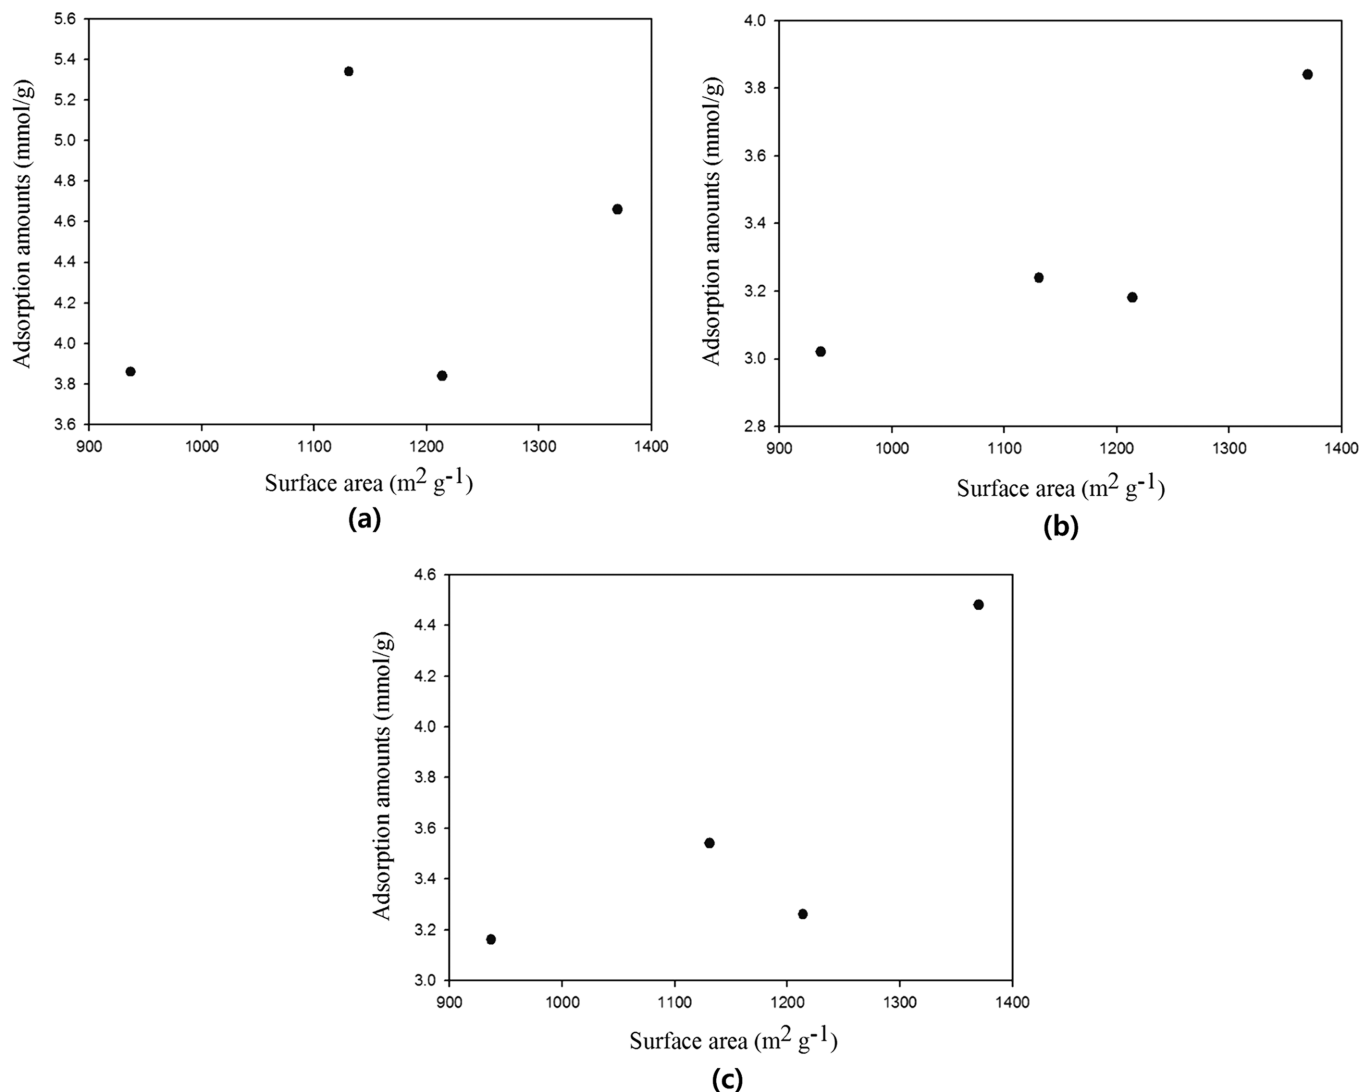 Adsorption amounts (mmol/g)
5.6
5.4
5.2
5.0
4.8
4.6
4.4
4.2
4.0
3.8
3.6
900 1000 1100 1200 1300 1400
Surface area (m² g⁻¹)
(a)
Adsorption amounts (mmol/g)
4.0
3.8
3.6
3.4
3.2
3.0
2.8
900 1000 1100 1200 1300 1400
Surface area (m² g⁻¹)
(b)
Adsorption amounts (mmol/g)
4.6
4.4
4.2
4.0
3.8
3.6
3.4
3.2
3.0
900 1000 1100 1200 1300 1400
Surface area (m² g⁻¹)
(c)